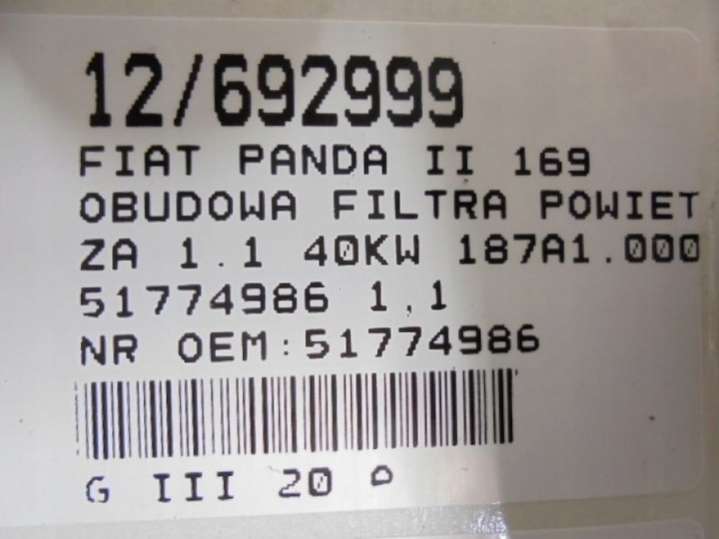 12/692999
FIAT PANDA II 169
OBUDOWA FILTRA POWIET
ZA 1.1 40KW 187A1.000
51774986 1,1
NR OEM:51774986
G III 20